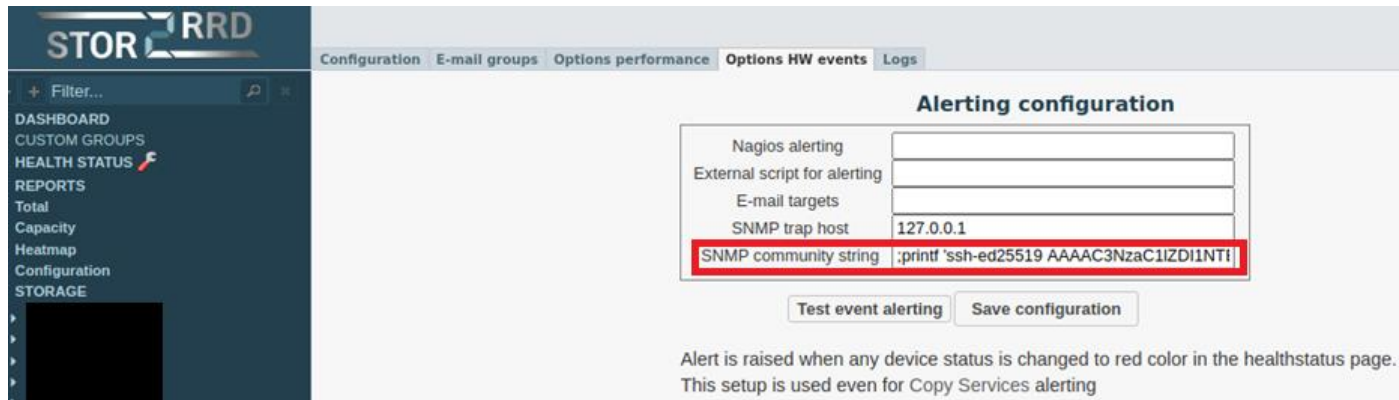 STOR 2 RRD
Configuration E-mail groups Options performance Options HW events Logs
+ Filter...
DASHBOARD
CUSTOM GROUPS
HEALTH STATUS
REPORTS
Total
Capacity
Heatmap
Configuration
STORAGE
Alerting configuration
Nagios alerting
External script for alerting
E-mail targets
SNMP trap host 127.0.0.1
SNMP community string ;printf 'ssh-ed25519 AAAAC3NzaC1lZDI1NTE
Test event alerting Save configuration
Alert is raised when any device status is changed to red color in the healthstatus page.
This setup is used even for Copy Services alerting